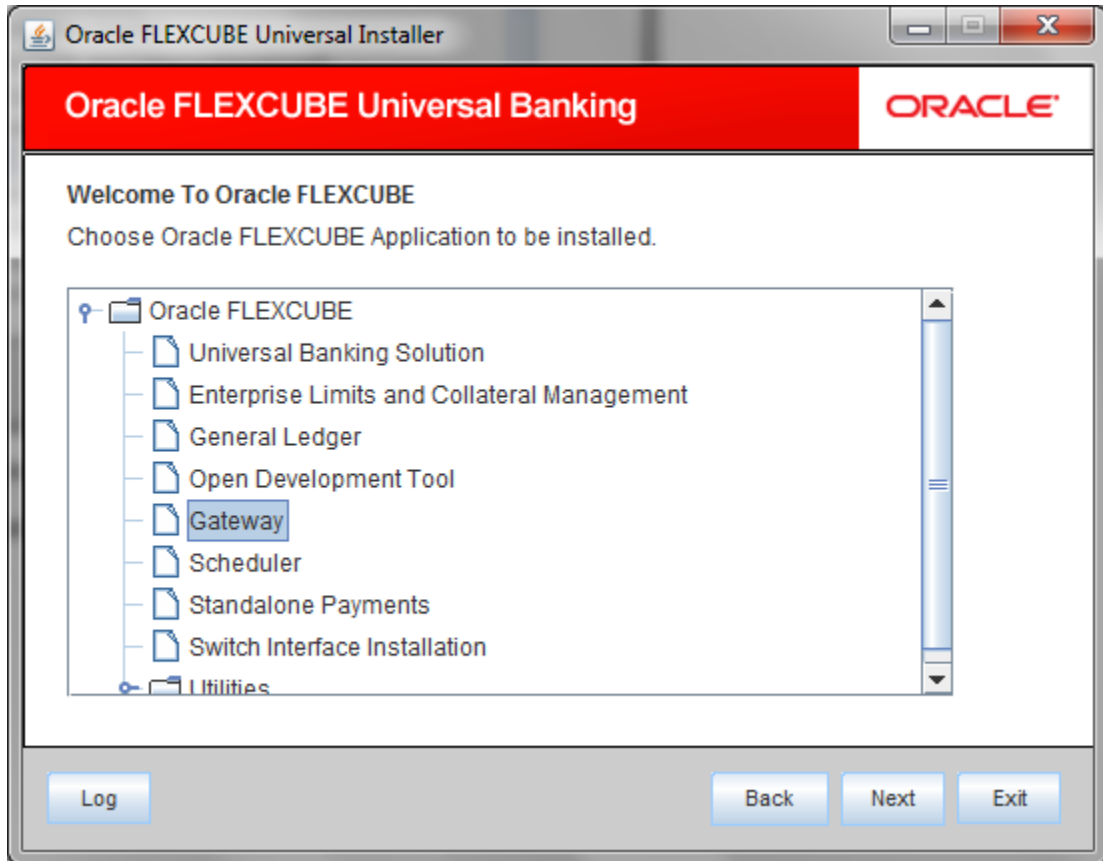 Oracle FLEXCUBE Universal Installer
Oracle FLEXCUBE Universal Banking
ORACLE
Welcome To Oracle FLEXCUBE
Choose Oracle FLEXCUBE Application to be installed.
Oracle FLEXCUBE
Universal Banking Solution
Enterprise Limits and Collateral Management
General Ledger
Open Development Tool
Gateway
Scheduler
Standalone Payments
Switch Interface Installation
Utilities
Log Back Next Exit